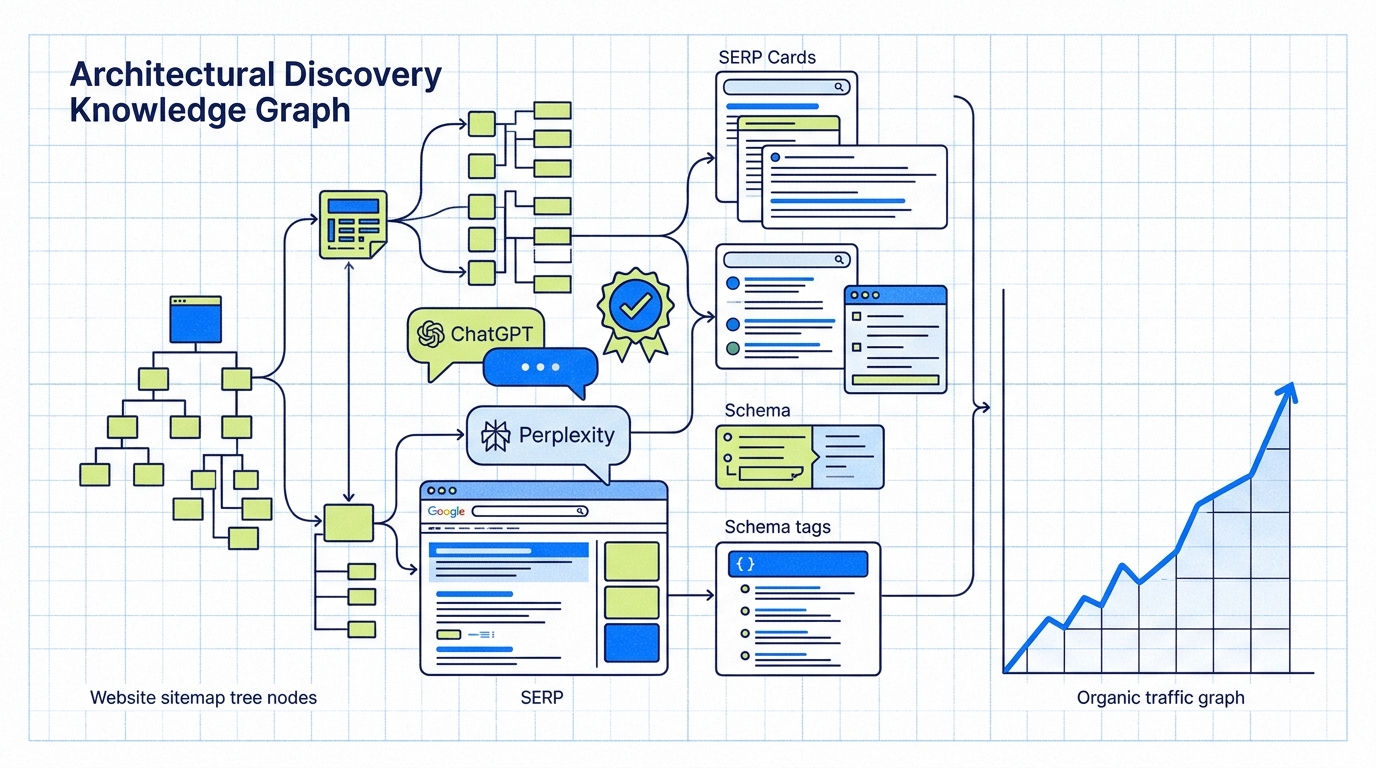 Architectural Discovery
Knowledge Graph
SERP Cards
ChatGPT
Perplexity
Google
Schema
Schema tags
{}
Website sitemap tree nodes
SERP
Organic traffic graph